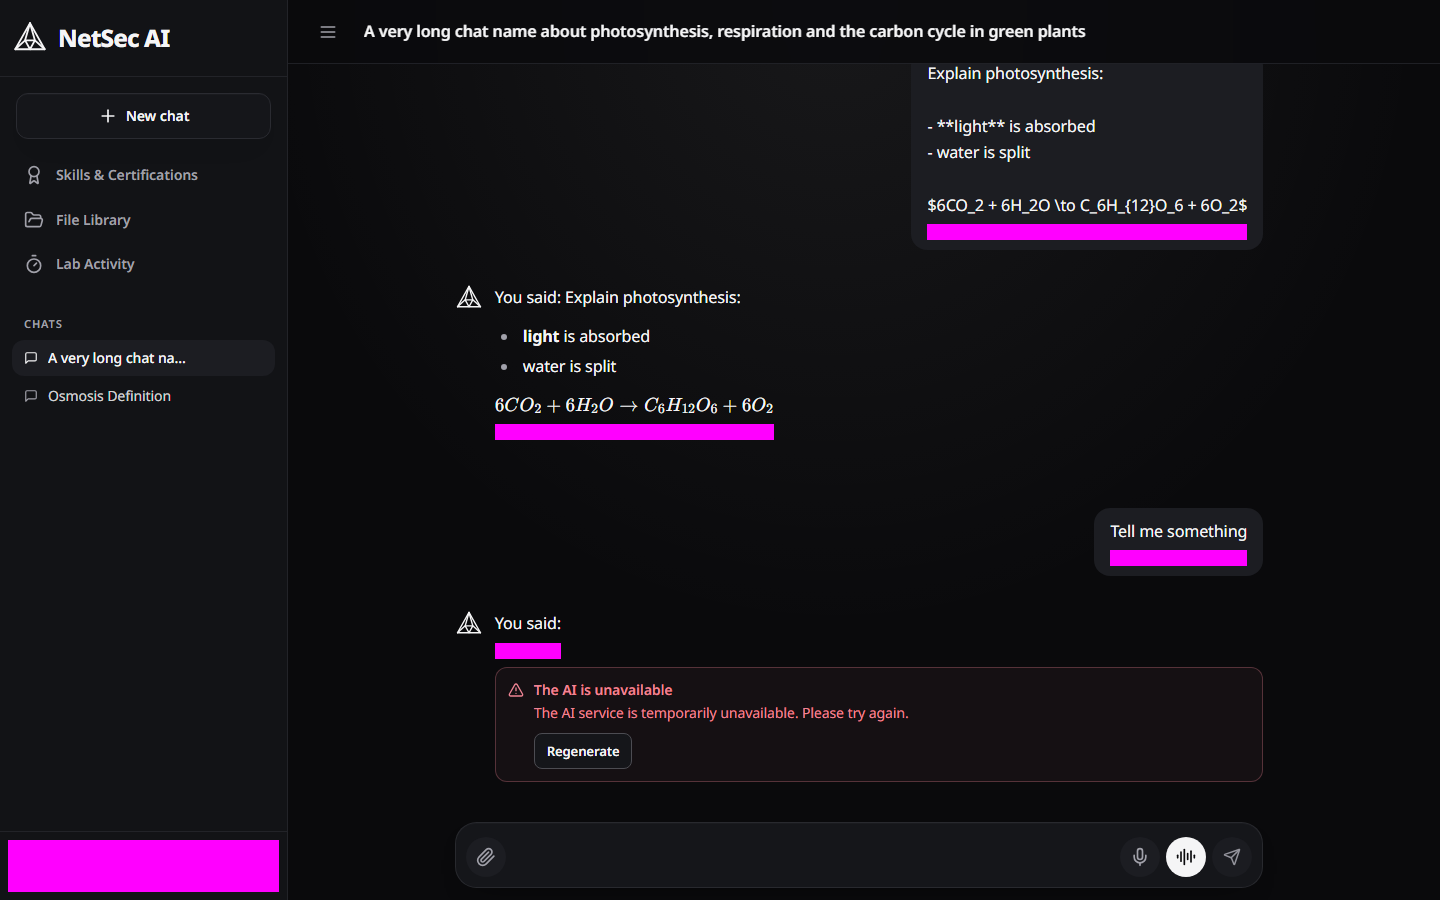 NetSec AI
New chat
Skills & Certifications
File Library
Lab Activity
CHATS
A very long chat na...
Osmosis Definition
A very long chat name about photosynthesis, respiration and the carbon cycle in green plants
Explain photosynthesis:
- **light** is absorbed
- water is split
$6CO_2 + 6H_2O \to C_6H_{12}O_6 + 6O_2$
You said: Explain photosynthesis:
• light is absorbed
• water is split
6CO₂ + 6H₂O → C₆H₁₂O₆ + 6O₂
Tell me something
You said:
The AI is unavailable
The AI service is temporarily unavailable. Please try again.
Regenerate